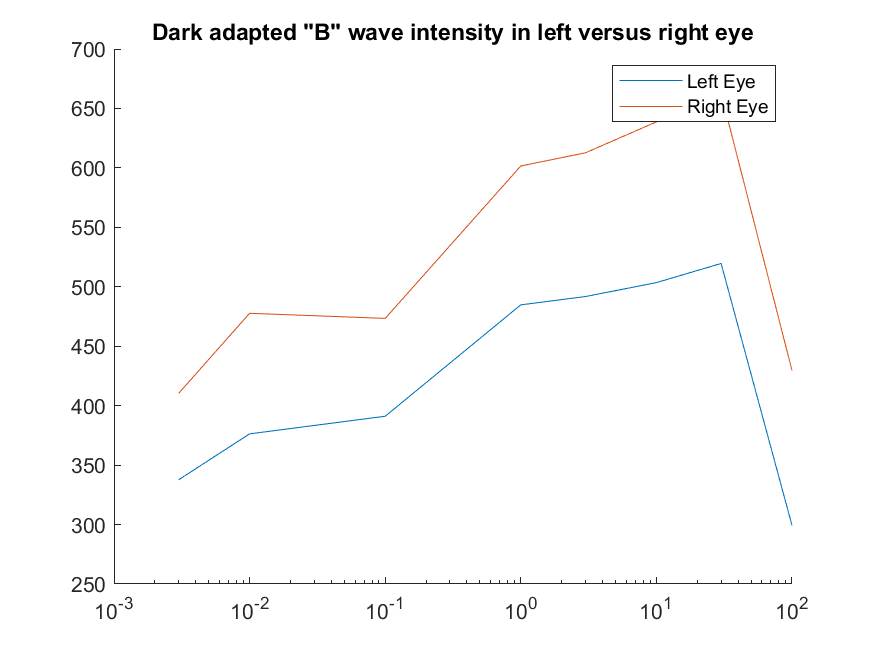 Dark adapted "B" wave intensity in left versus right eye
700
650
600
550
500
450
400
350
300
250
Left Eye
Right Eye
10⁻³ 10⁻² 10⁻¹ 10⁰ 10¹ 10²